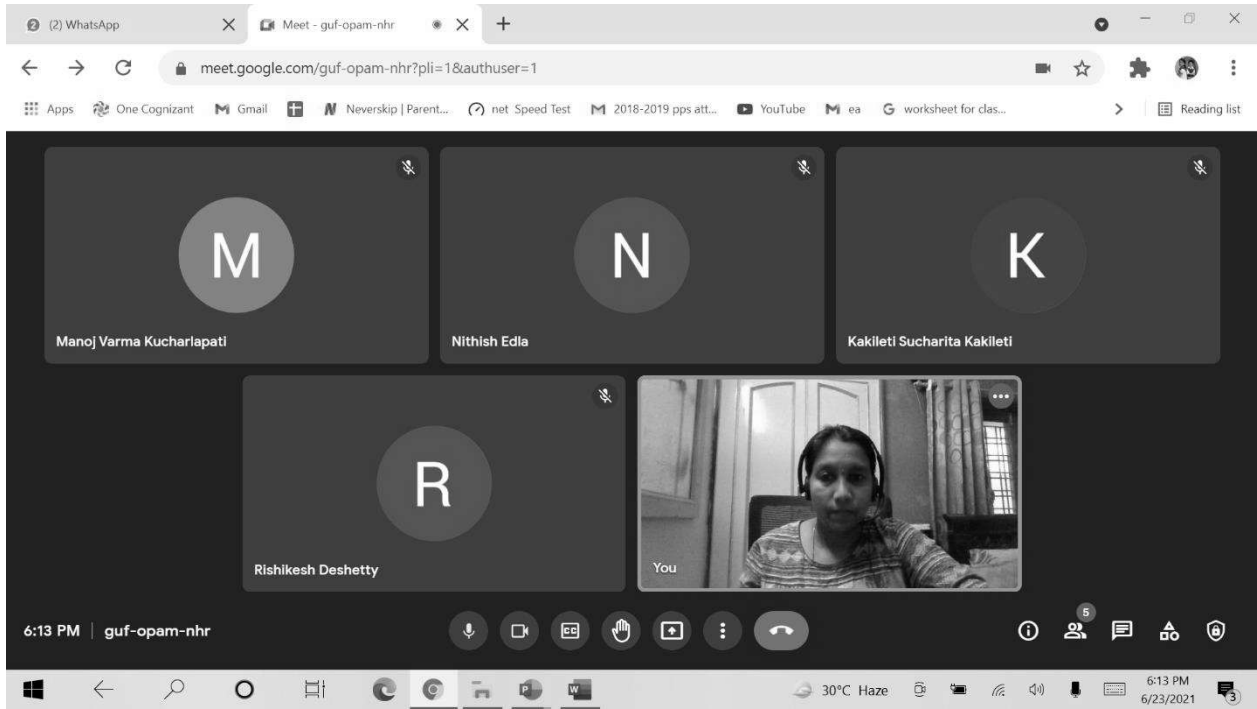 (2) WhatsApp
Meet - guf-opam-nhr
meet.google.com/guf-opam-nhr?pli=1&authuser=1
Apps One Cognizant Gmail Neverskip | Parent... net Speed Test 2018-2019 pps att... YouTube ea worksheet for clas... Reading list
M N K
Manoj Varma Kucharlapati Nithish Edla Kakileti Sucharita Kakileti
R
Rishikesh Deshetty You
5
6:13 PM | guf-opam-nhr CC
30°C Haze 6:13 PM
6/23/2021 3